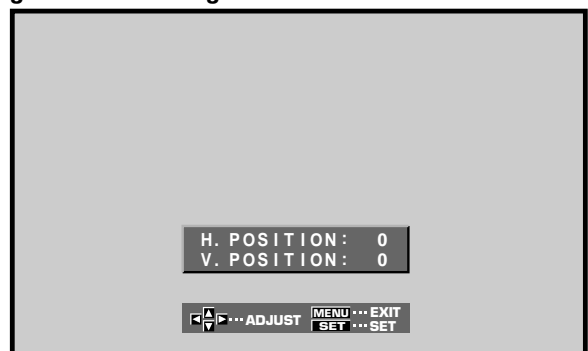 H. POSITION: 0
V. POSITION: 0
◄▲▼►···ADJUST MENU···EXIT
SET···SET